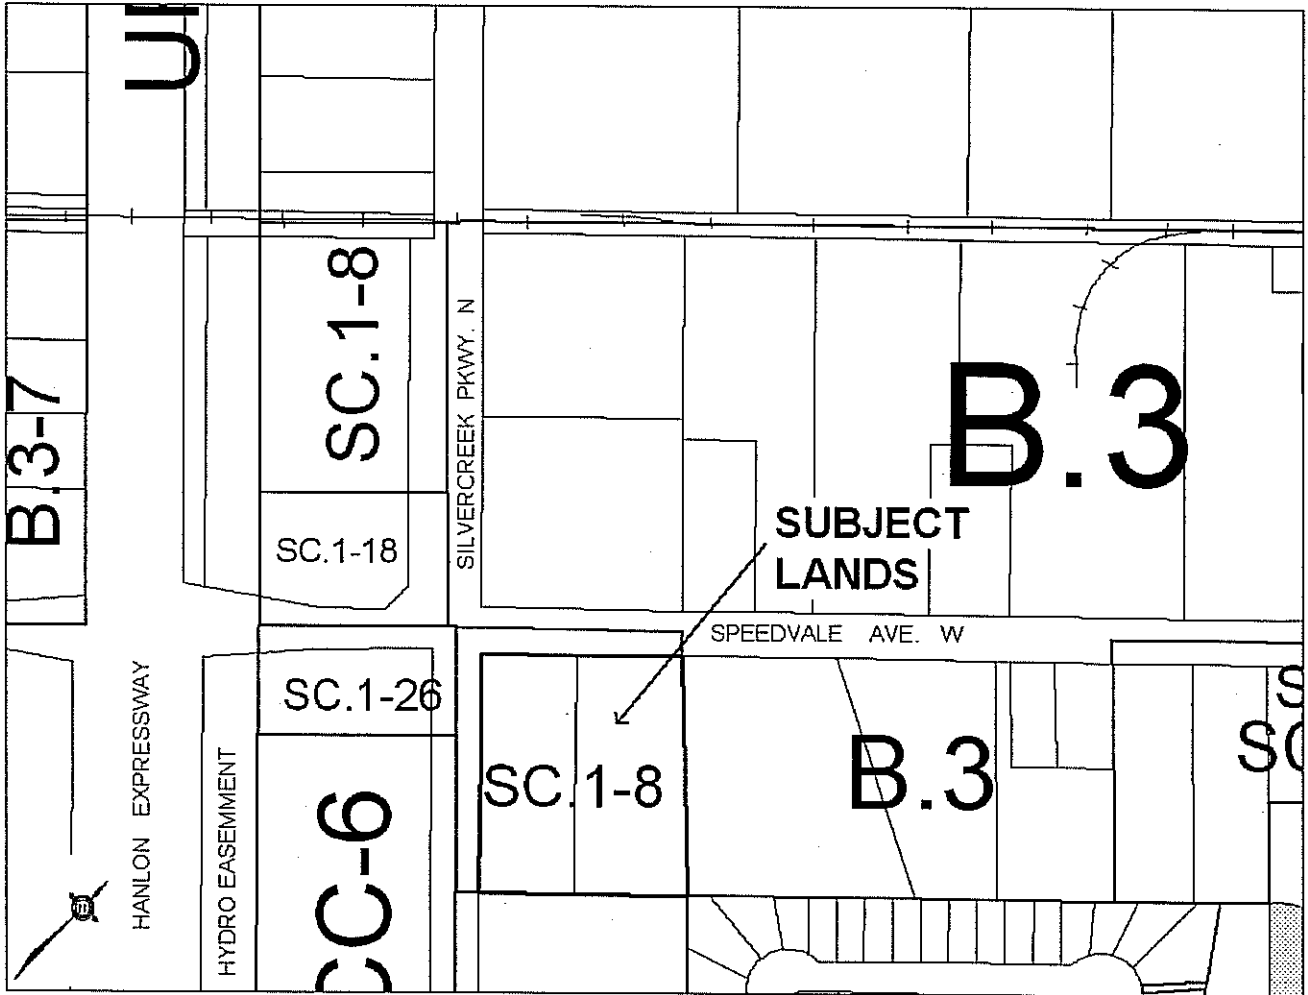 SC.1-8
B.3-7
SILVERCREEK PKWY. N
B.3
SC.1-18
SUBJECT
LANDS
SPEEDVALE AVE. W
SC.1-26
HANLON EXPRESSWAY
HYDRO EASEMMENT
SC.1-8
B.3
CC-6